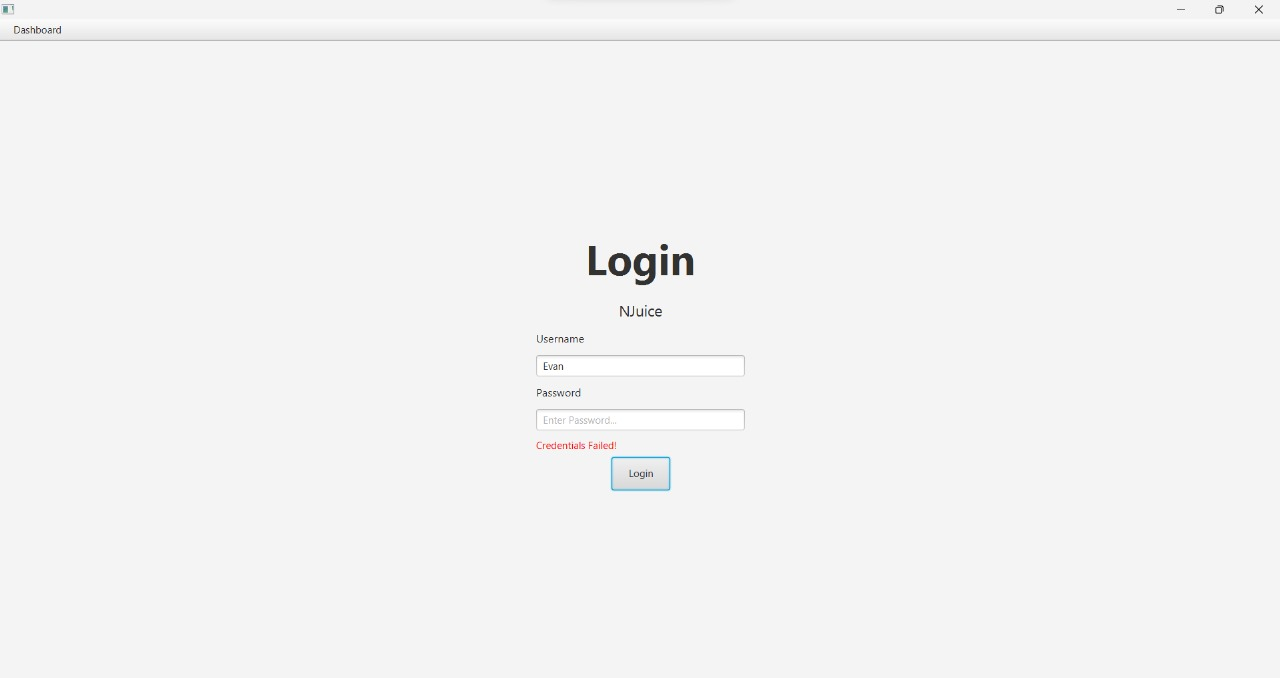 Dashboard
Login
NJuice
Username
Evan
Password
Enter Password...
Credentials Failed!
Login